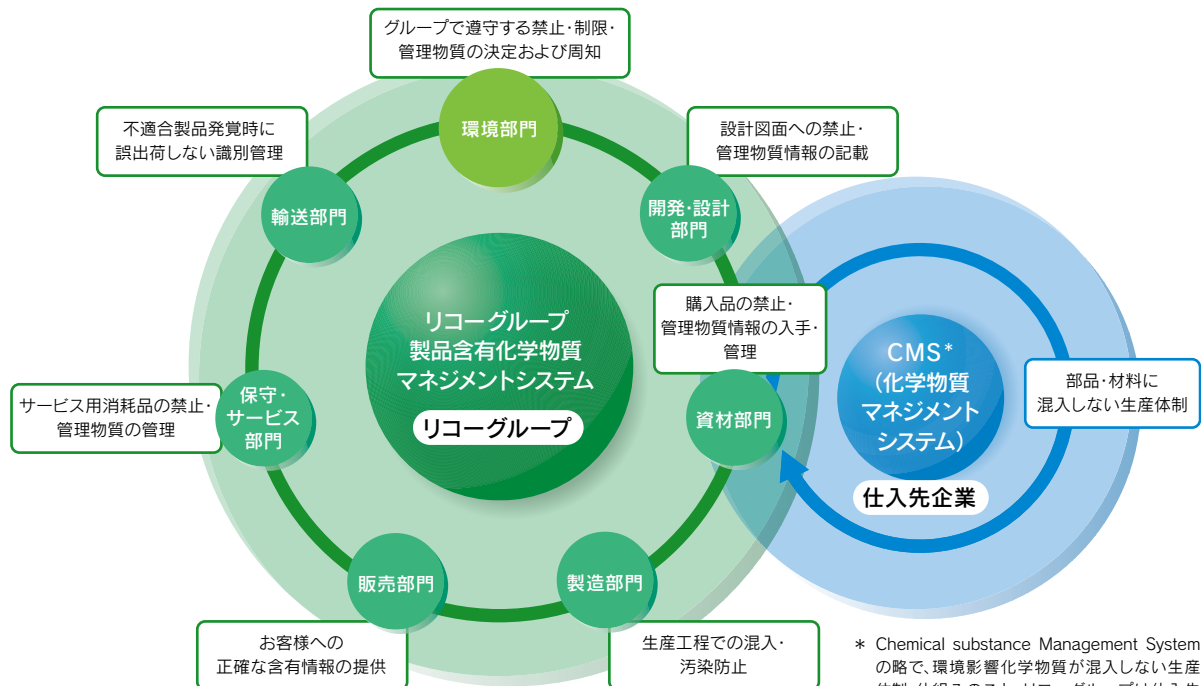 グループで遵守する禁止・制限・
管理物質の決定および周知
環境部門
不適合製品発覚時に
誤出荷しない識別管理
輸送部門
設計図面への禁止・
管理物質情報の記載
開発・設計
部門
リコーグループ
製品含有化学物質
マネジメントシステム
リコーグループ
購入品の禁止・
管理物質情報の入手・
管理
資材部門
CMS*
（化学物質
マネジメント
システム）
仕入先企業
部品・材料に
混入しない生産体制
サービス用消耗品の禁止・
管理物質の管理
保守・
サービス
部門
販売部門
お客様への
正確な含有情報の提供
製造部門
生産工程での混入・
汚染防止
* Chemical substance Management System
の略で、環境影響化学物質が混入しない生産